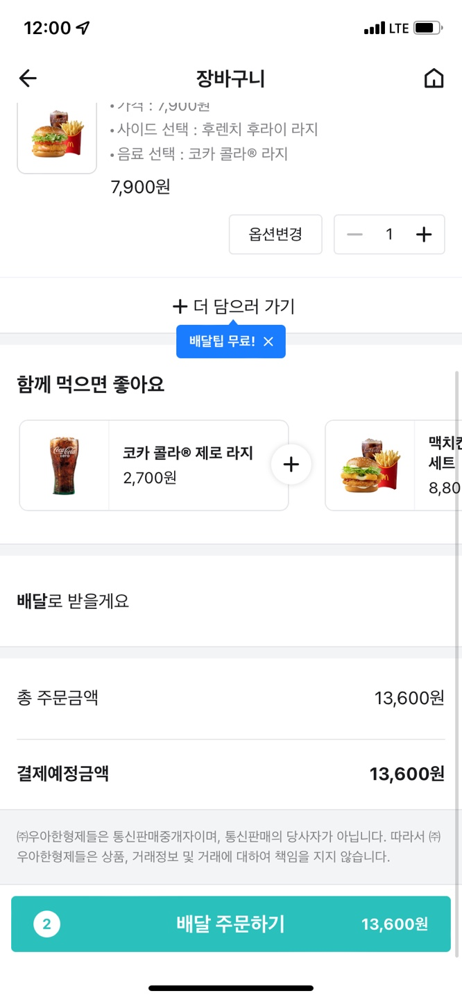 12:00
LTE
장바구니
• 가격 : 7,900원
• 사이드 선택 : 후렌치 후라이 라지
• 음료 선택 : 코카 콜라® 라지
7,900원
옵션변경
— 1 +
+ 더 담으러 가기
배달팁 무료! ×
함께 먹으면 좋아요
코카 콜라® 제로 라지
2,700원
+
맥치킨
세트
8,80
배달로 받을게요
총 주문금액 13,600원
결제예정금액 13,600원
㈜우아한형제들은 통신판매중개자이며, 통신판매의 당사자가 아닙니다. 따라서 ㈜
우아한형제들은 상품, 거래정보 및 거래에 대하여 책임을 지지 않습니다.
2 배달 주문하기 13,600원